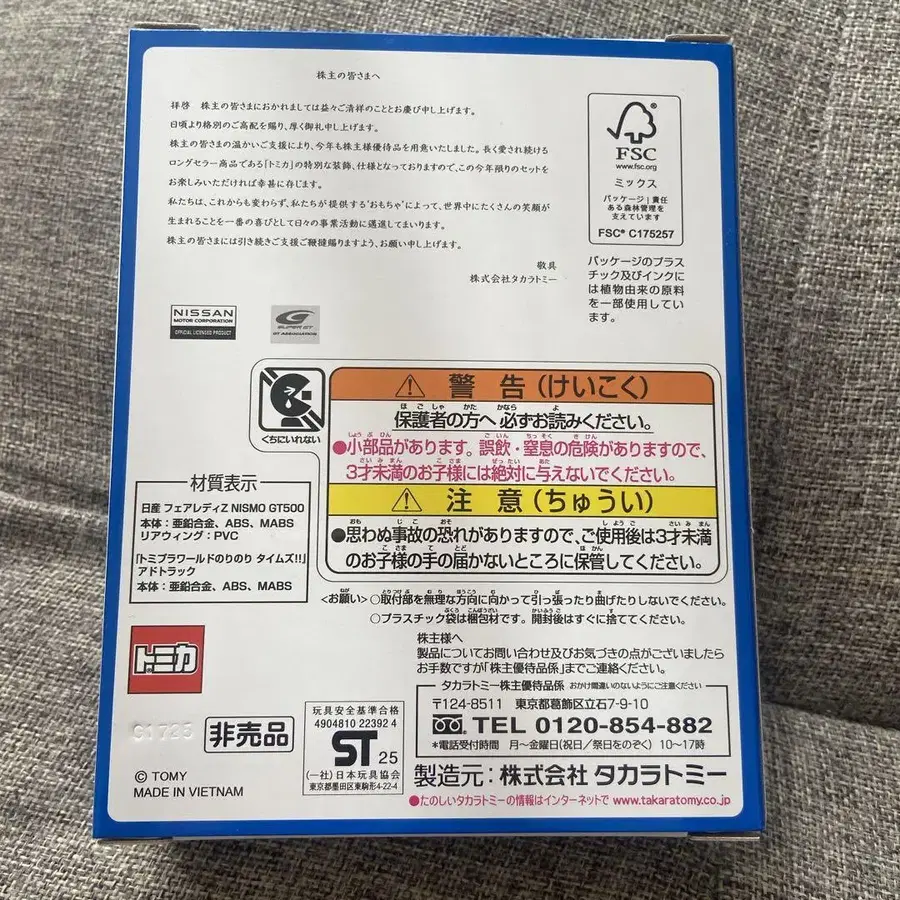 株主の皆さまへ
拝啓　株主の皆さまにおかれましては益々ご清祥のこととお慶び申し上げます。
日頃より格別のご高配を賜り、厚く御礼申し上げます。
株主の皆さまの温かいご支援により、今年も株主様優待品を用意いたしました。長く愛され続ける
ロングセラー商品である「トミカ」の特別な装飾、仕様となっておりますので、この今年限りのセットを
お楽しみいただければ幸甚に存じます。
私たちは、これからも変わらず、私たちが提供する“おもちゃ”によって、世界中にたくさんの笑顔が
生まれることを一番の喜びとして日々の事業活動に邁進してまいります。
株主の皆さまには引き続きご支援ご鞭撻賜りますよう、お願い申し上げます。
敬具
株式会社タカラトミー
FSC
www.fsc.org
ミックス
パッケージ|責任
ある森林管理を
支えています
FSC® C175257
パッケージのプラス
チック及びインクに
は植物由来の原料
を一部使用してい
ます。
NISSAN
MOTOR CORPORATION
OFFICIAL LICENSED PRODUCT
SUPER GT
GT ASSOCIATION
くちにいれない
警告(けいこく)
保護者の方へ必ずお読みください。
●小部品があります。誤飲・窒息の危険がありますので、
3才未満のお子様には絶対に与えないでください。
注意(ちゅうい)
●思わぬ事故の恐れがありますので、ご使用後は3才未満
のお子様の手の届かないところに保管してください。
材質表示
日産 フェアレディZ NISMO GT500
本体：亜鉛合金、ABS、MABS
リアウィング：PVC
「トミプラワールドのりのり タイムズ!!」
アドトラック
本体：亜鉛合金、ABS、MABS
<お願い>○取付部を無理な方向に向かって引っ張ったり曲げたりしないでください。
○プラスチック袋は梱包材です。開封後はすぐに捨ててください。
株主様へ
製品についてお問い合わせ及びお気づきの点がございましたら
お手数ですが「株主優待品係」までご連絡ください。
タカラトミー株主優待品係 おかけ間違いのないようにご注意ください
〒124-8511　東京都葛飾区立石7-9-10
TEL 0120-854-882
*電話受付時間　月〜金曜日(祝日/祭日をのぞく) 10〜17時
製造元：株式会社 タカラトミー
●たのしいタカラトミーの情報はインターネットで www.takaratomy.co.jp
トミカ
非売品
© TOMY
MADE IN VIETNAM
玩具安全基準合格
4904810 22392 4
ST 25
(一社)日本玩具協会
東京都墨田区東駒形4-22-4